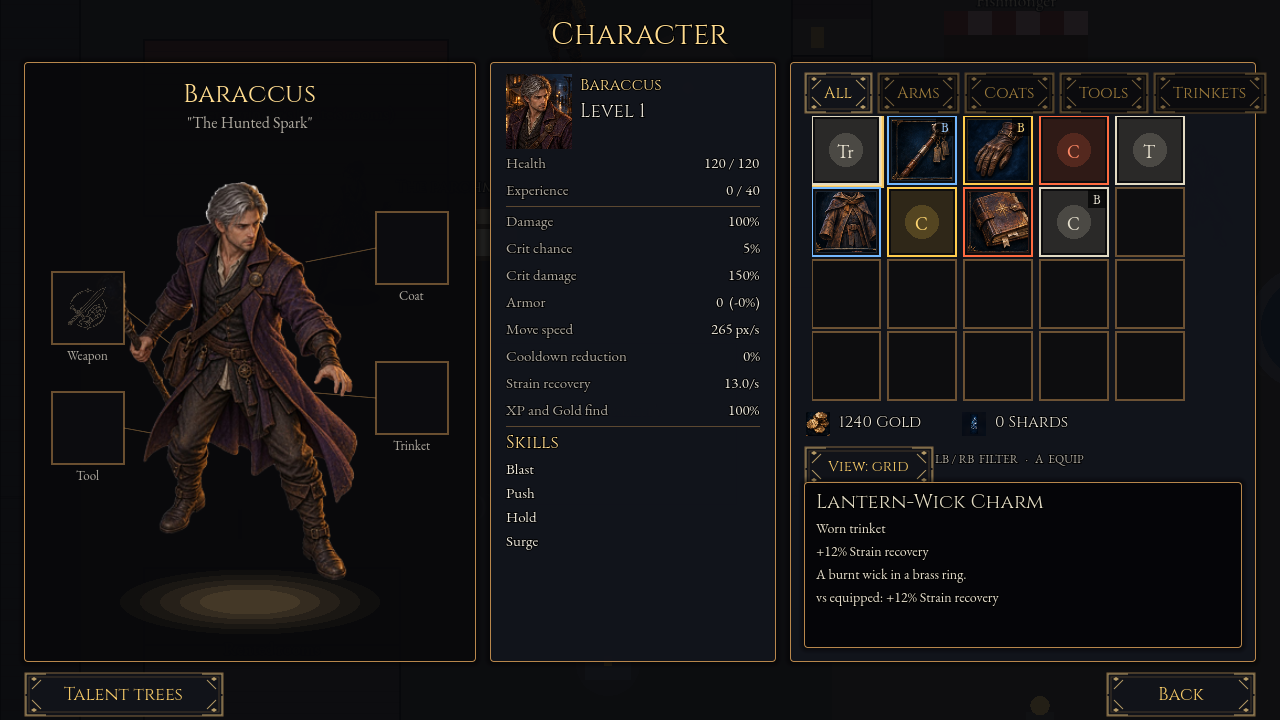 Fishmonger
Character
Baraccus
"The Hunted Spark"
Weapon
Tool
Coat
Trinket
Baraccus
Level 1
Health 120 / 120
Experience 0 / 40
Damage 100%
Crit chance 5%
Crit damage 150%
Armor 0 (-0%)
Move speed 265 px/s
Cooldown reduction 0%
Strain recovery 13.0/s
XP and Gold find 100%
Skills
Blast
Push
Hold
Surge
All Arms Coats Tools Trinkets
Tr B B C T
C C B
1240 Gold 0 Shards
View: grid LB / RB filter · A equip
Lantern-Wick Charm
Worn trinket
+12% Strain recovery
A burnt wick in a brass ring.
vs equipped: +12% Strain recovery
Talent trees
Back